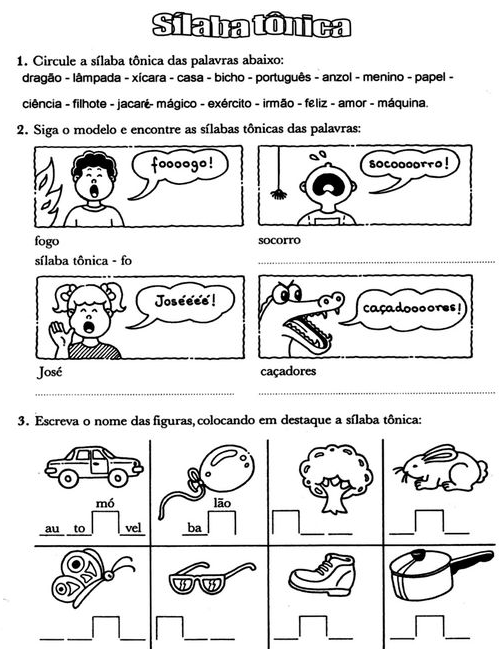 Sílaba tônica
1. Circule a sílaba tônica das palavras abaixo:
dragão - lâmpada - xícara - casa - bicho - português - anzol - menino - papel -
ciência - filhote - jacaré- mágico - exército - irmão - feliz - amor - máquina.
2. Siga o modelo e encontre as sílabas tônicas das palavras:
foooogo!
socoooorro!
fogo
socorro
sílaba tônica - fo
Joséééé!
caçadoooores!
José
caçadores
3. Escreva o nome das figuras, colocando em destaque a sílaba tônica:
mó
lão
au to vel
ba